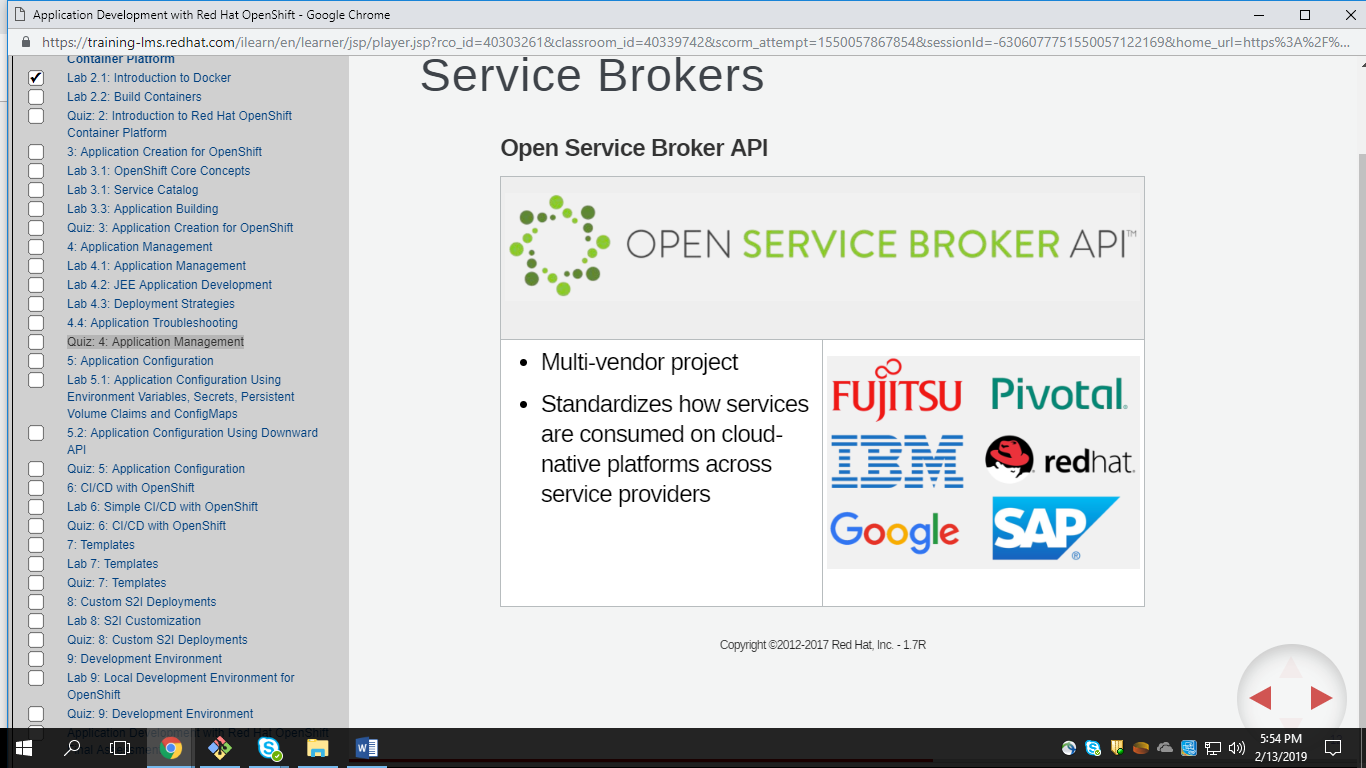 Application Development with Red Hat OpenShift - Google Chrome
https://training-lms.redhat.com/ilearn/en/learner/jsp/player.jsp?rco_id=40303261&classroom_id=40339742&scorm_attempt=1550057867854&sessionId=-6306077751550057122169&home_url=https%3A%2F%...
Container Platform
Lab 2.1: Introduction to Docker
Lab 2.2: Build Containers
Quiz: 2: Introduction to Red Hat OpenShift
Container Platform
3: Application Creation for OpenShift
Lab 3.1: OpenShift Core Concepts
Lab 3.1: Service Catalog
Lab 3.3: Application Building
Quiz: 3: Application Creation for OpenShift
4: Application Management
Lab 4.1: Application Management
Lab 4.2: JEE Application Development
Lab 4.3: Deployment Strategies
4.4: Application Troubleshooting
Quiz: 4: Application Management
5: Application Configuration
Lab 5.1: Application Configuration Using
Environment Variables, Secrets, Persistent
Volume Claims and ConfigMaps
5.2: Application Configuration Using Downward
API
Quiz: 5: Application Configuration
6: CI/CD with OpenShift
Lab 6: Simple CI/CD with OpenShift
Quiz: 6: CI/CD with OpenShift
7: Templates
Lab 7: Templates
Quiz: 7: Templates
8: Custom S2I Deployments
Lab 8: S2I Customization
Quiz: 8: Custom S2I Deployments
9: Development Environment
Lab 9: Local Development Environment for
OpenShift
Quiz: 9: Development Environment
Application Development with Red Hat OpenShift
Service Brokers
Open Service Broker API
OPEN SERVICE BROKER API™
• Multi-vendor project
• Standardizes how services
are consumed on cloud-
native platforms across
service providers
FUJITSU Pivotal.
IBM redhat.
Google SAP®
Copyright ©2012-2017 Red Hat, Inc. - 1.7R
5:54 PM
2/13/2019